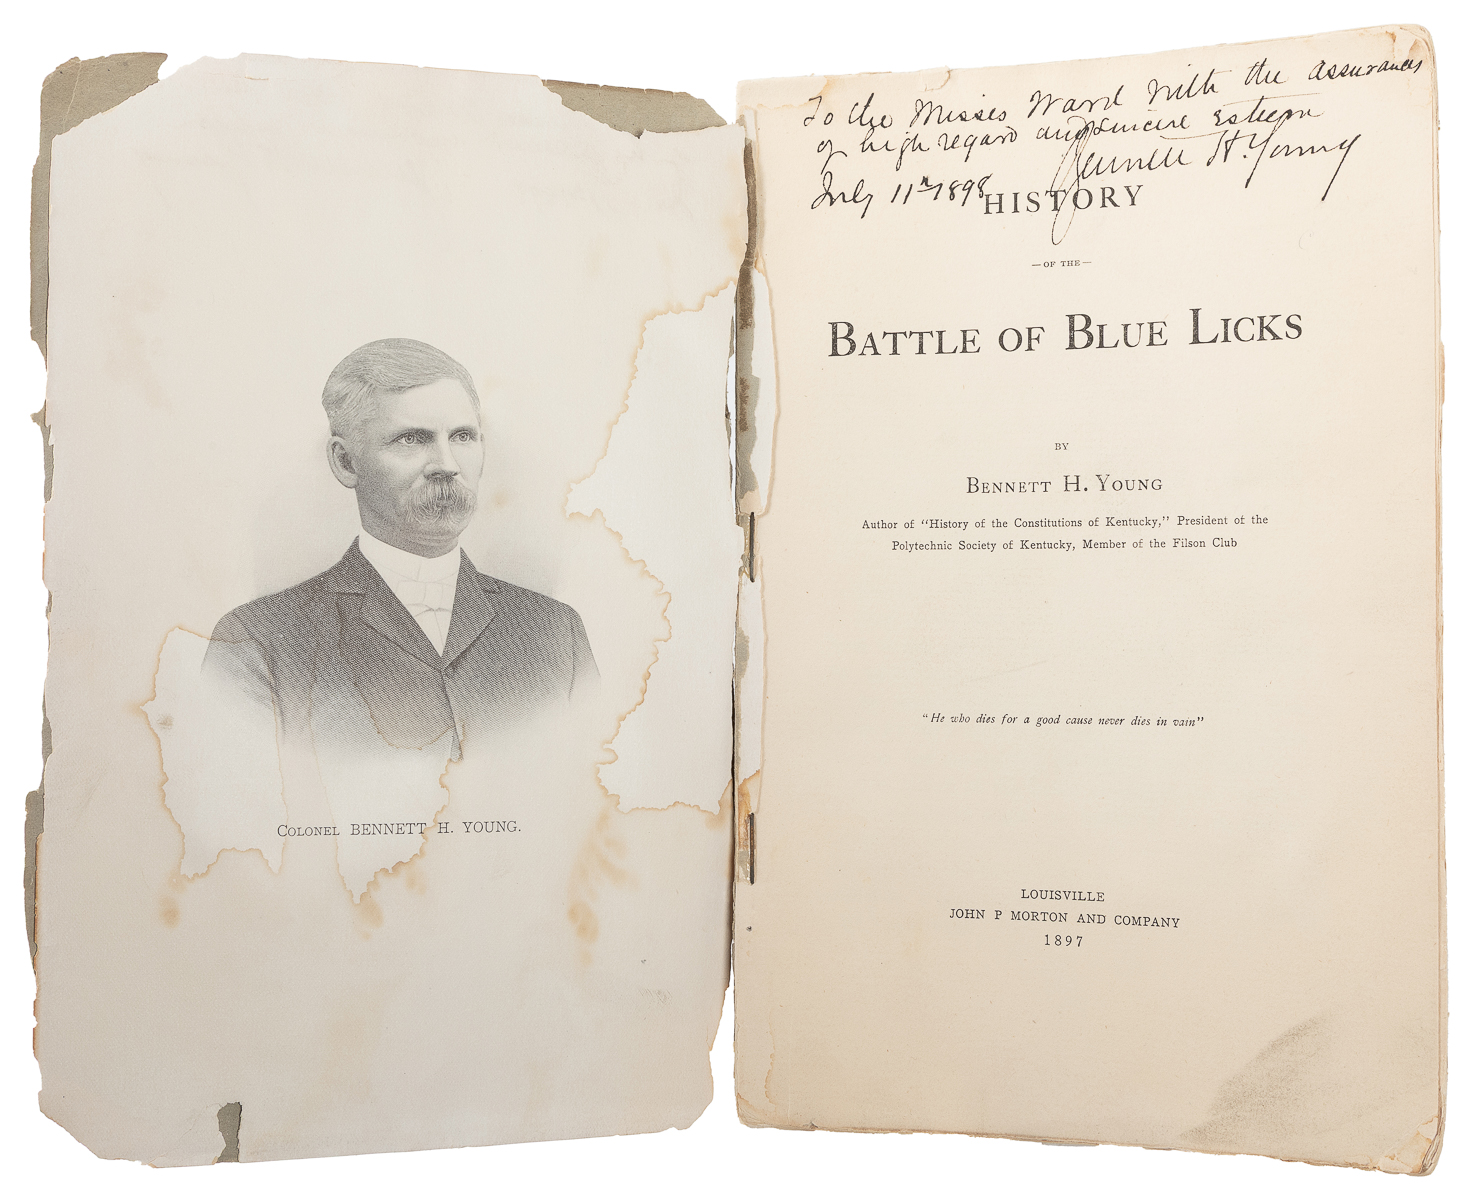 COLONEL BENNETT H. YOUNG.
To the Misses Ward with the assurances
of high regard and sincere esteem
Bennett H. Young
July 11th 1898
HISTORY
—OF THE—
BATTLE OF BLUE LICKS
BY
BENNETT H. YOUNG
Author of "History of the Constitutions of Kentucky," President of the
Polytechnic Society of Kentucky, Member of the Filson Club
"He who dies for a good cause never dies in vain"
LOUISVILLE
JOHN P MORTON AND COMPANY
1897